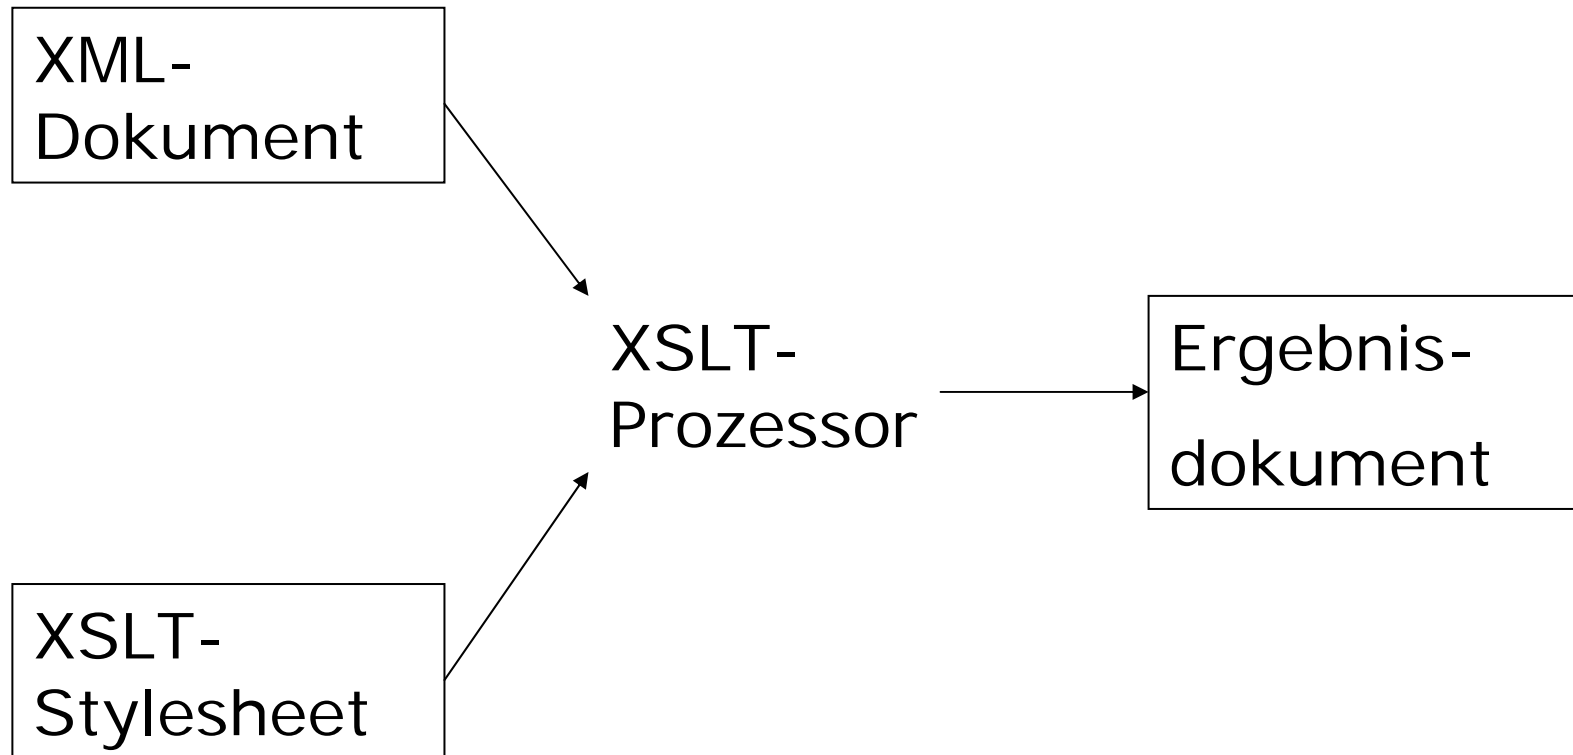 XML-
Dokument
XSLT-
Prozessor
Ergebnis-
dokument
XSLT-
Stylesheet